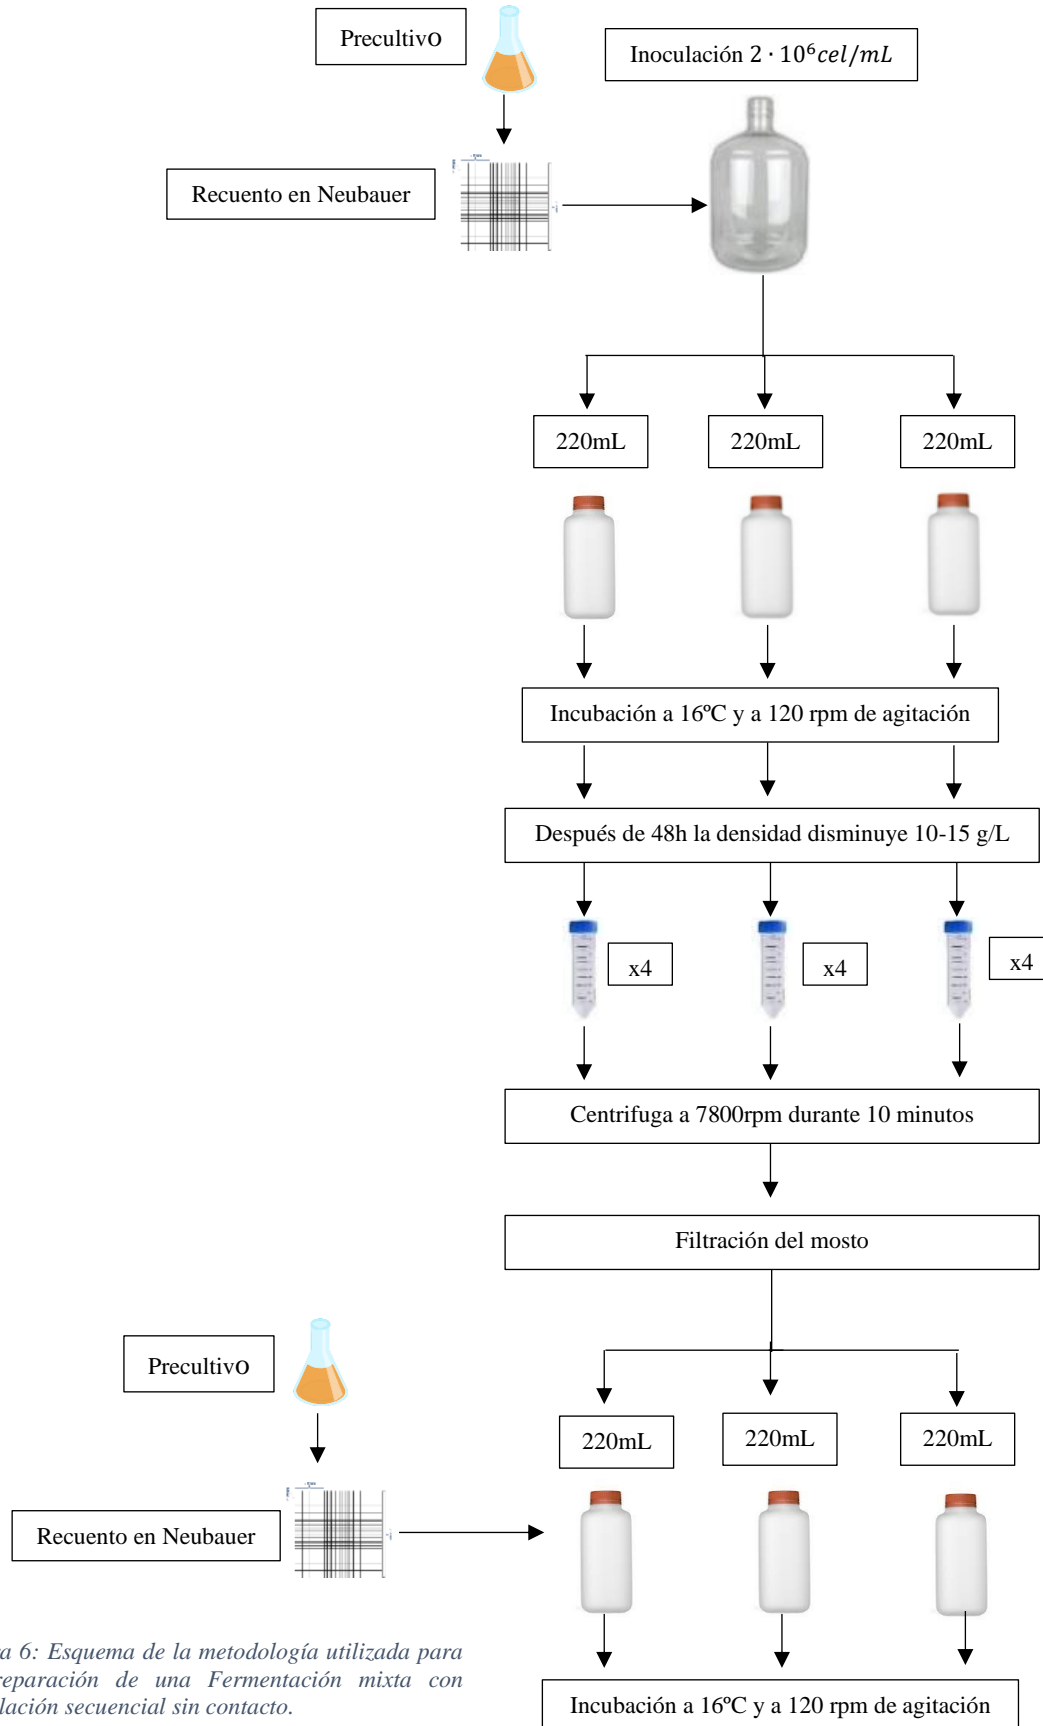 Precultivo
Inoculación 2 · 10⁶cel/mL
Recuento en Neubauer
220mL
220mL
220mL
Incubación a 16ºC y a 120 rpm de agitación
Después de 48h la densidad disminuye 10-15 g/L
x4
x4
x4
Centrifuga a 7800rpm durante 10 minutos
Filtración del mosto
Precultivo
220mL
220mL
220mL
Recuento en Neubauer
ra 6: Esquema de la metodología utilizada para
reparación de una Fermentación mixta con
lación secuencial sin contacto.
Incubación a 16ºC y a 120 rpm de agitación